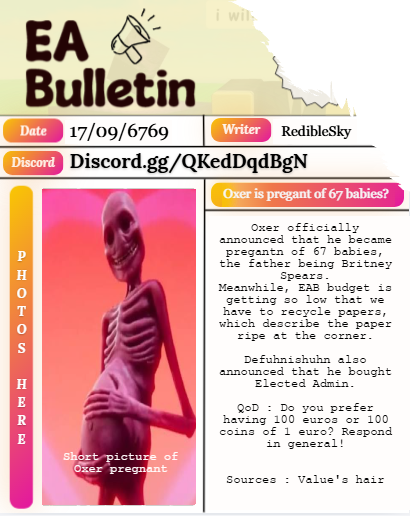 i wil
EA
Bulletin
Date 17/09/6769
Writer RedibleSky
Discord Discord.gg/QKedDqdBgN
PHOTOS HERE
Short picture of
Oxer pregnant
Oxer is pregant of 67 babies?
Oxer officially
announced that he became
pregantn of 67 babies,
the father being Britney
Spears.
Meanwhile, EAB budget is
getting so low that we
have to recycle papers,
which describe the paper
ripe at the corner.
Defuhnishuhn also
announced that he bought
Elected Admin.
QoD : Do you prefer
having 100 euros or 100
coins of 1 euro? Respond
in general!
Sources : Value's hair